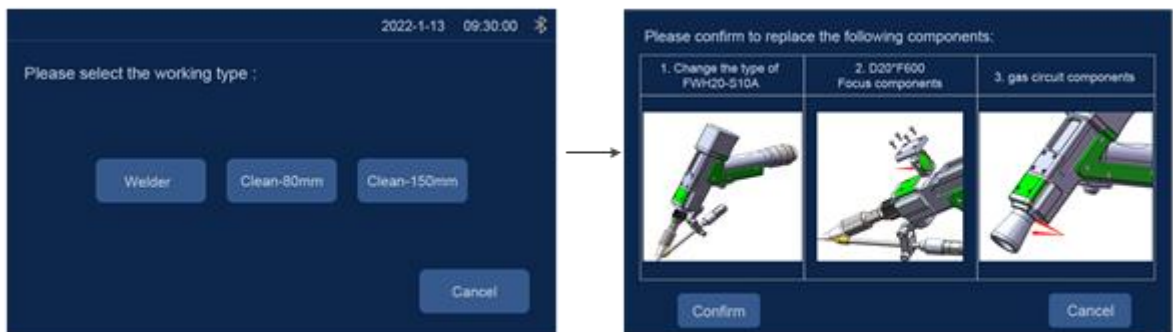 2022-1-13 09:30:00
Please select the working type :
Welder
Clean-80mm
Clean-150mm
Cancel
Please confirm to replace the following components:
1. Change the type of
FWH20-S10A
2. D20*F600
Focus components
3. gas circuit components
Confirm
Cancel